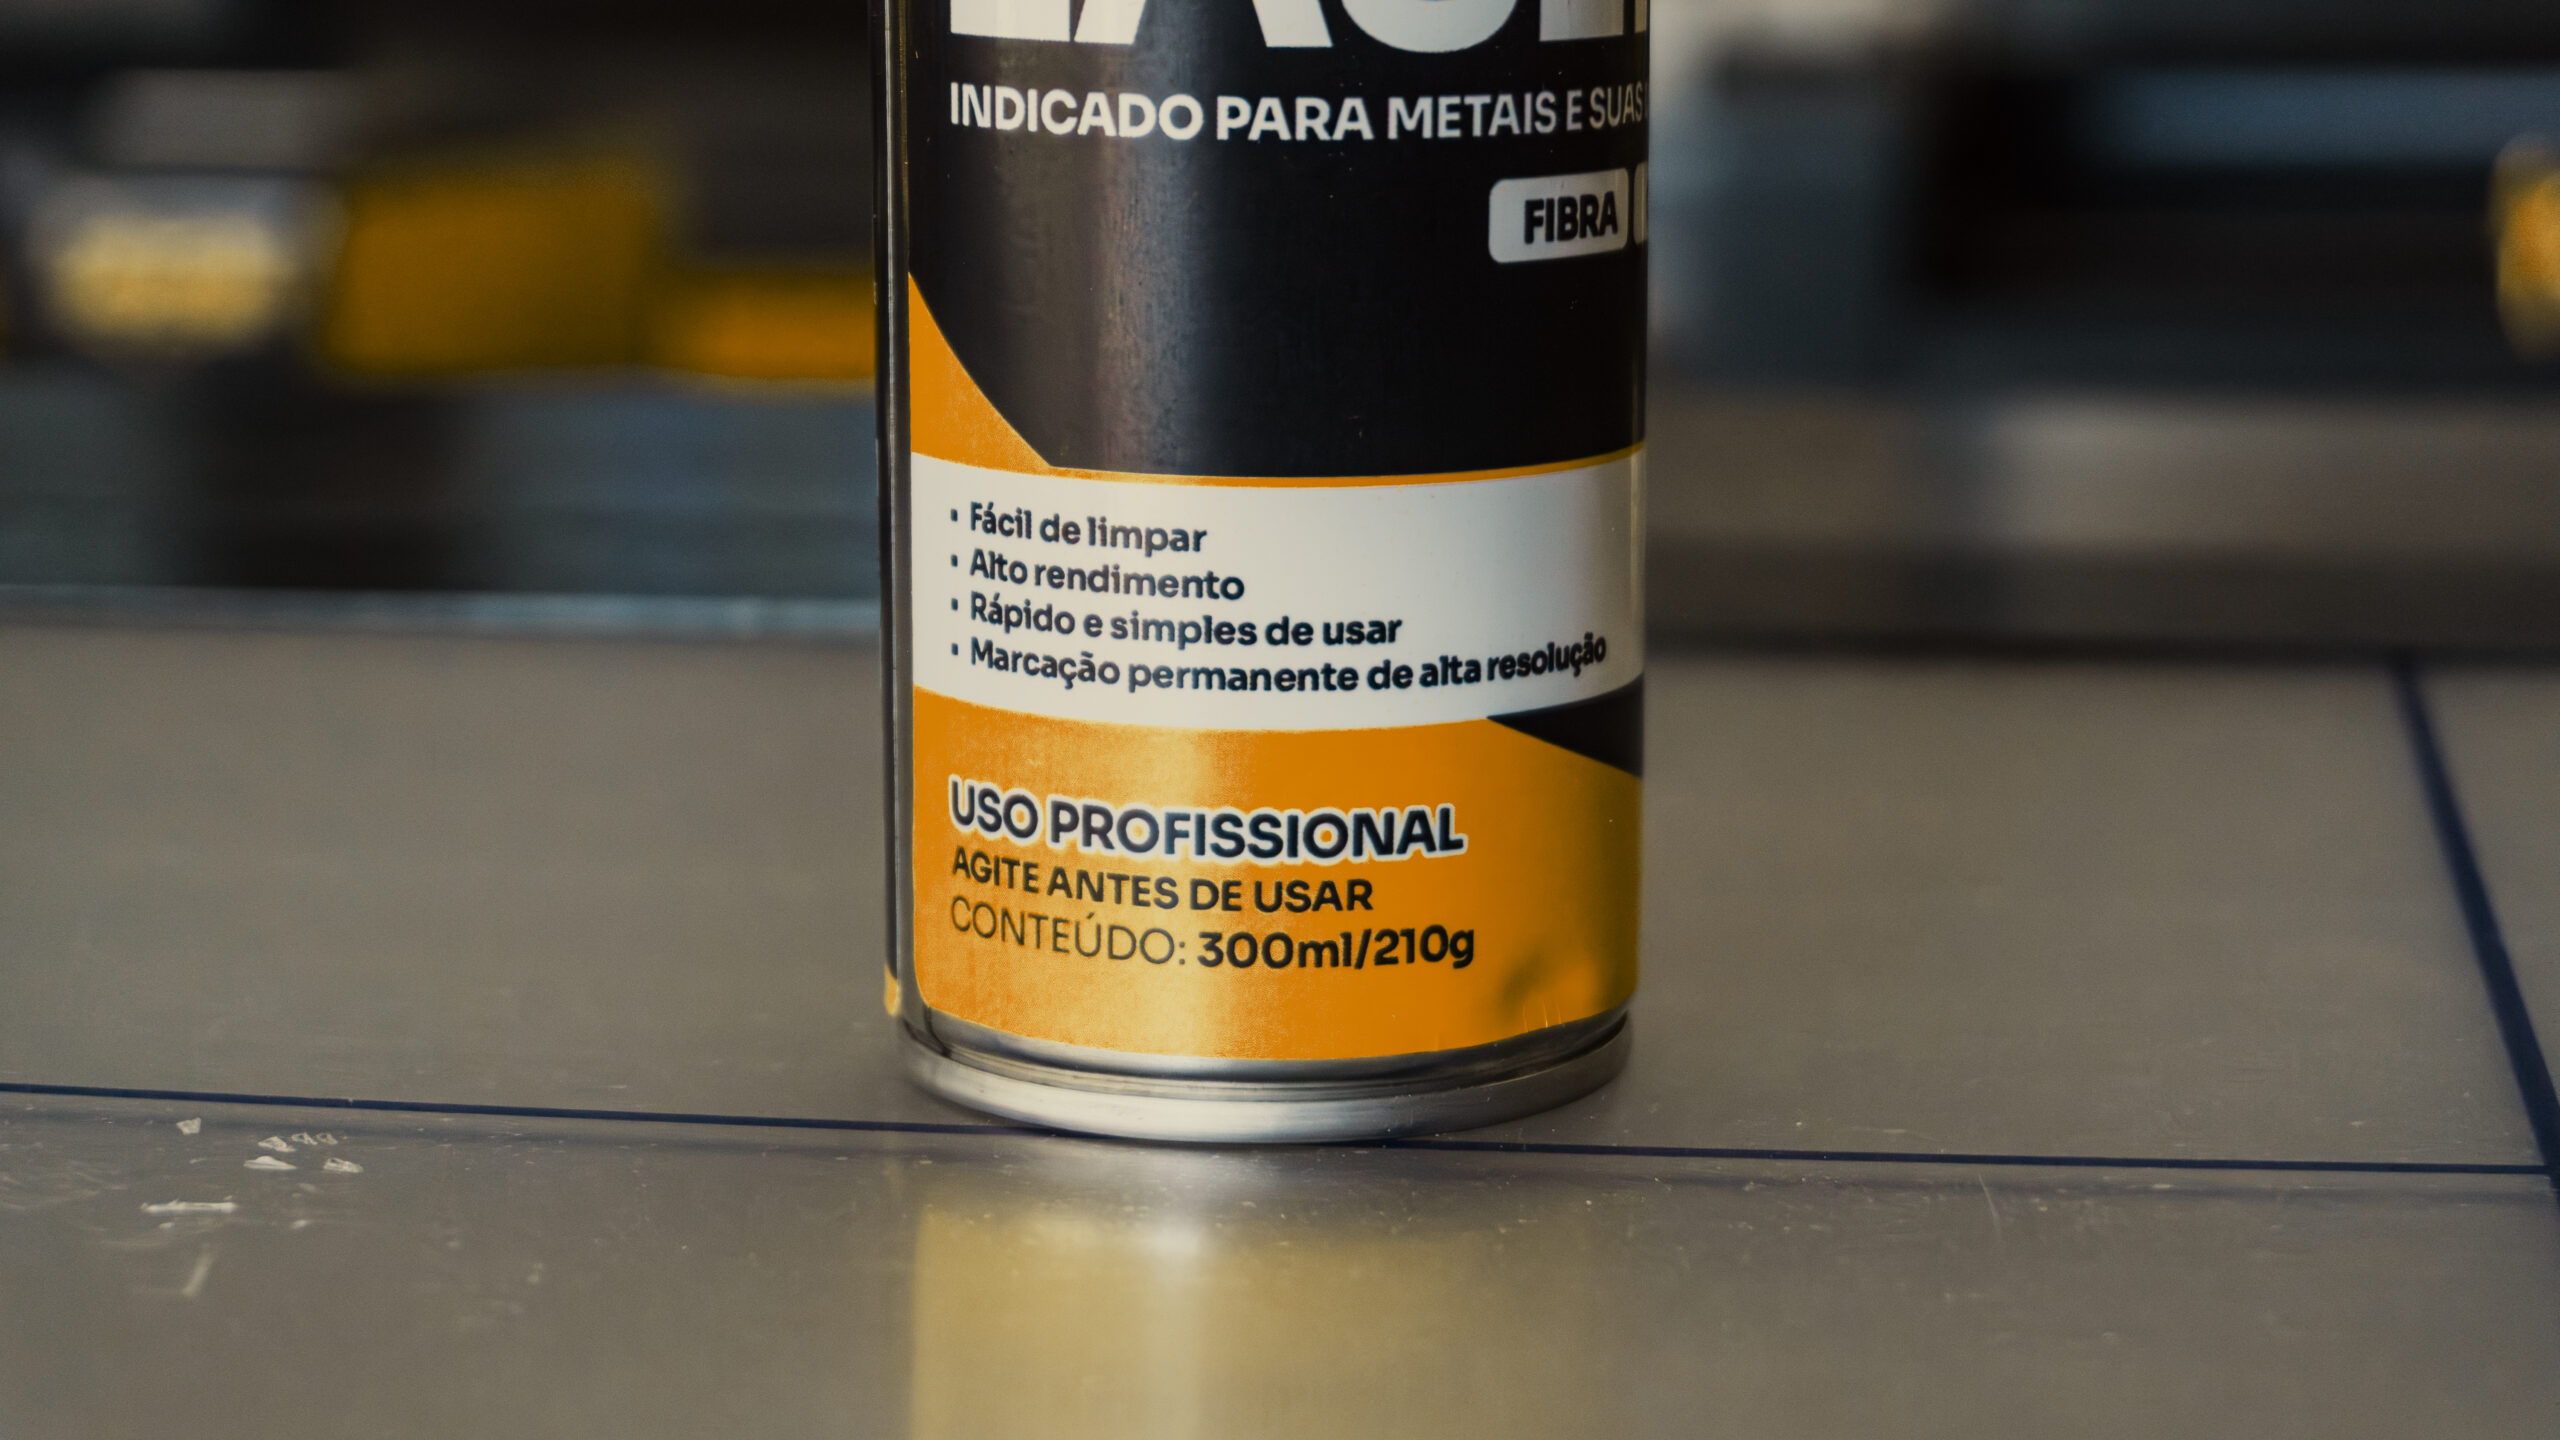 INDICADO PARA METAIS E SUAS
FIBRA
• Fácil de limpar
• Alto rendimento
• Rápido e simples de usar
• Marcação permanente de alta resolução
USO PROFISSIONAL
AGITE ANTES DE USAR
CONTEÚDO: 300ml/210g